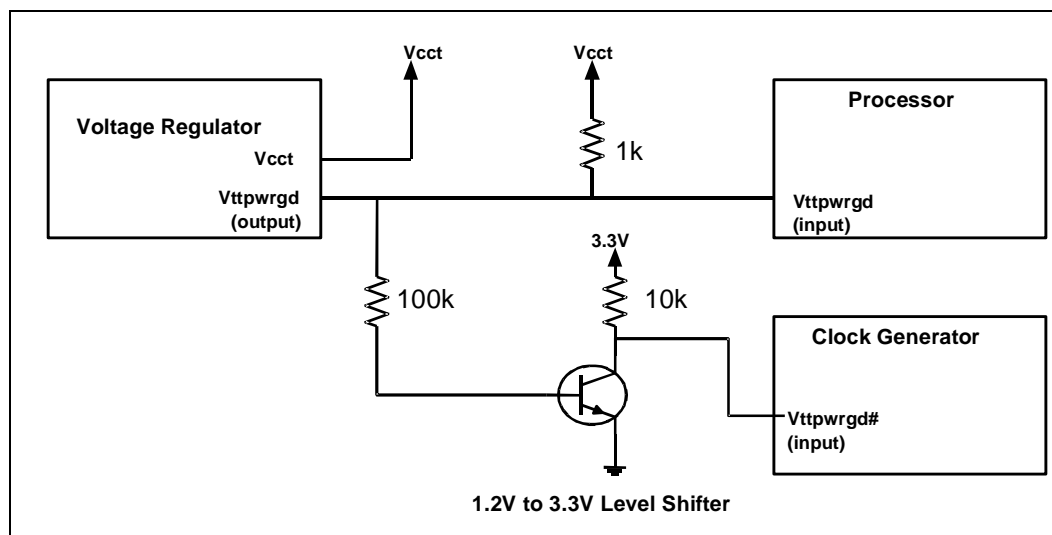 Vcct
Vcct
Voltage Regulator
Processor
1k
Vcct
Vttpwrgd
(output)
Vttpwrgd
(input)
3.3V
100k
10k
Clock Generator
Vttpwrgd#
(input)
1.2V to 3.3V Level Shifter